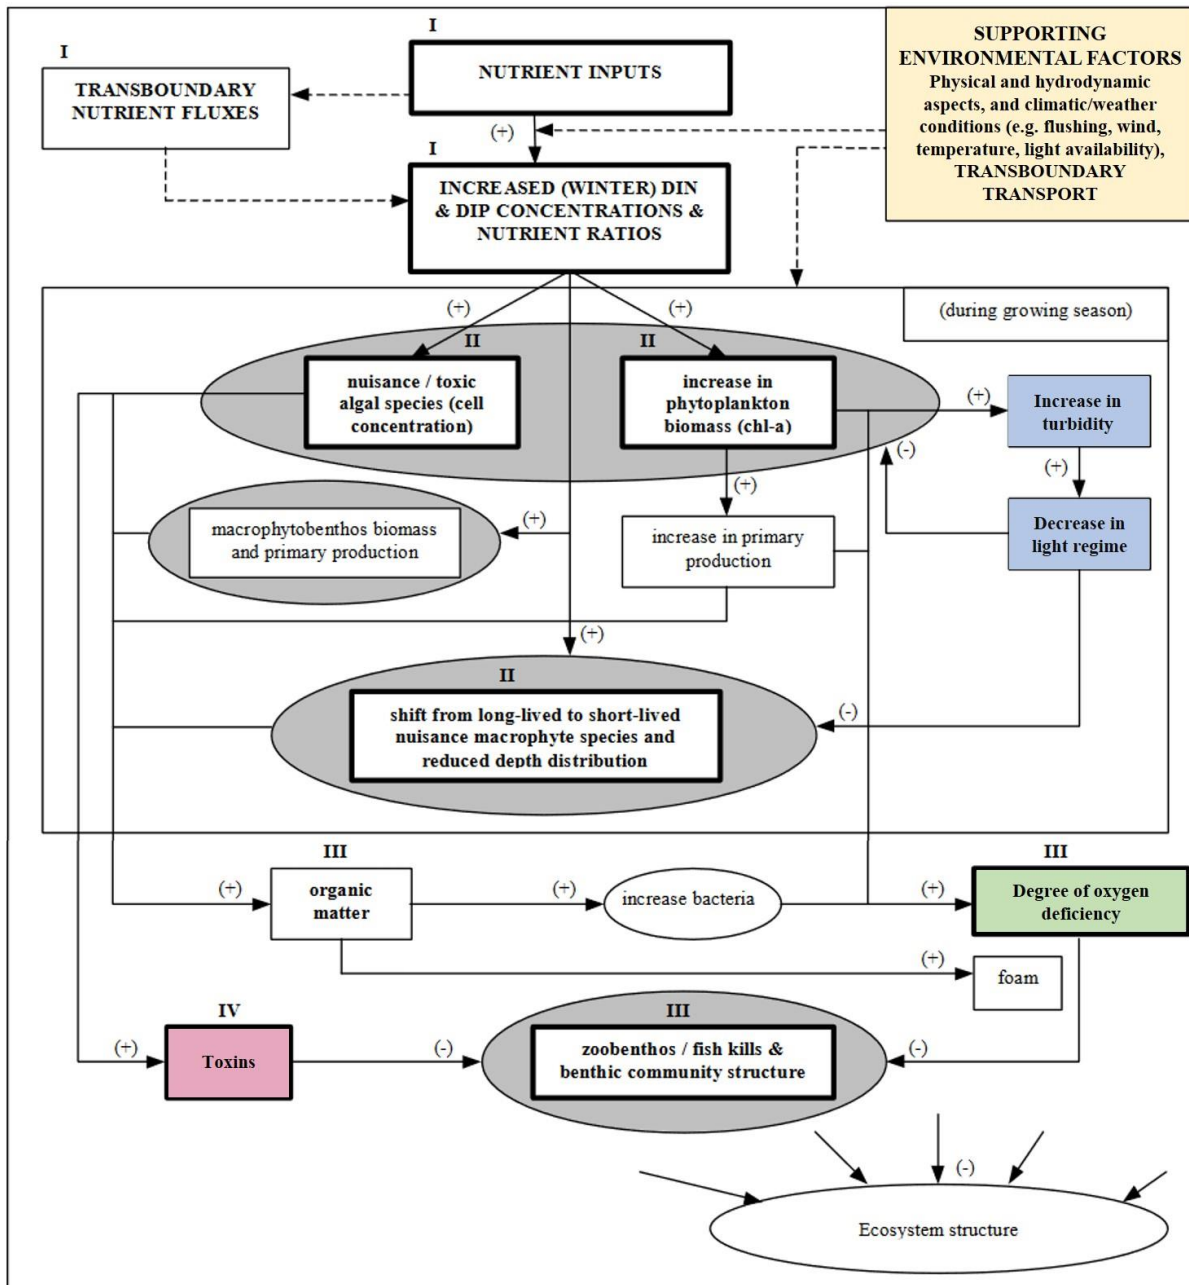 SUPPORTING
ENVIRONMENTAL FACTORS
Physical and hydrodynamic
aspects, and climatic/weather
conditions (e.g. flushing, wind,
temperature, light availability),
TRANSBOUNDARY
TRANSPORT
I
NUTRIENT INPUTS
I
TRANSBOUNDARY
NUTRIENT FLUXES
(+)
I
INCREASED (WINTER) DIN
& DIP CONCENTRATIONS &
NUTRIENT RATIOS
(during growing season)
(+)
(+)
II
nuisance / toxic
algal species (cell
concentration)
II
increase in
phytoplankton
biomass (chl-a)
(+)
Increase in
turbidity
(-)
(+)
(+)
macrophytobenthos biomass
and primary production
(+)
increase in primary
production
Decrease in
light regime
(+)
II
shift from long-lived to short-lived
nuisance macrophyte species and
reduced depth distribution
(-)
III
(+)
organic
matter
(+)
increase bacteria
(+)
III
Degree of oxygen
deficiency
(+)
foam
IV
(+)
Toxins
(-)
III
zoobenthos / fish kills &
benthic community structure
(-)
(-)
Ecosystem structure